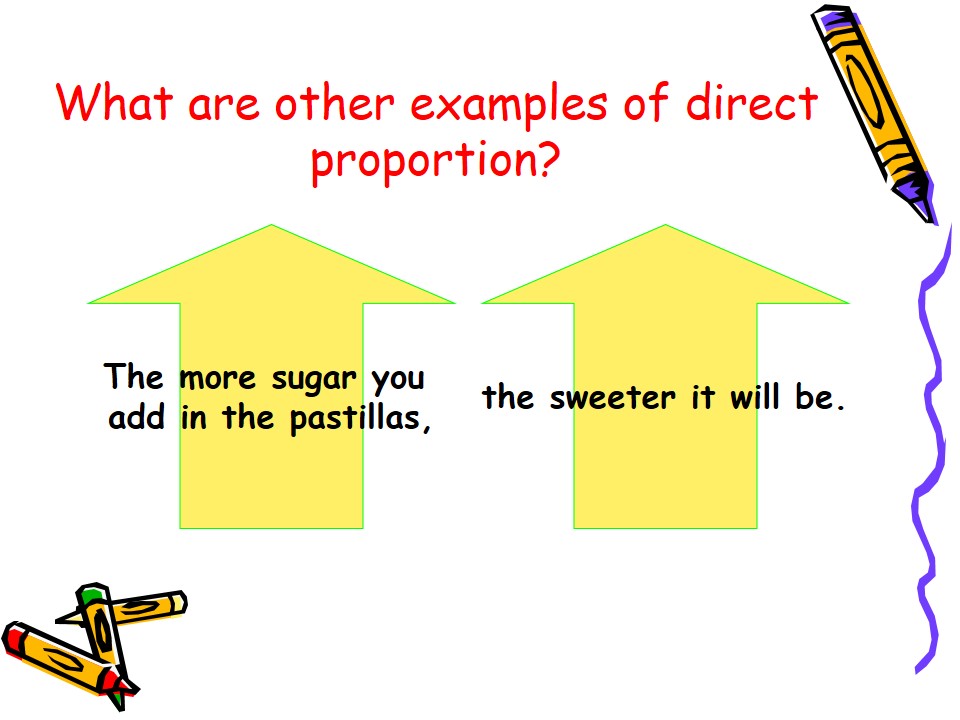 What are other examples of direct
proportion?
The more sugar you
add in the pastillas,
the sweeter it will be.